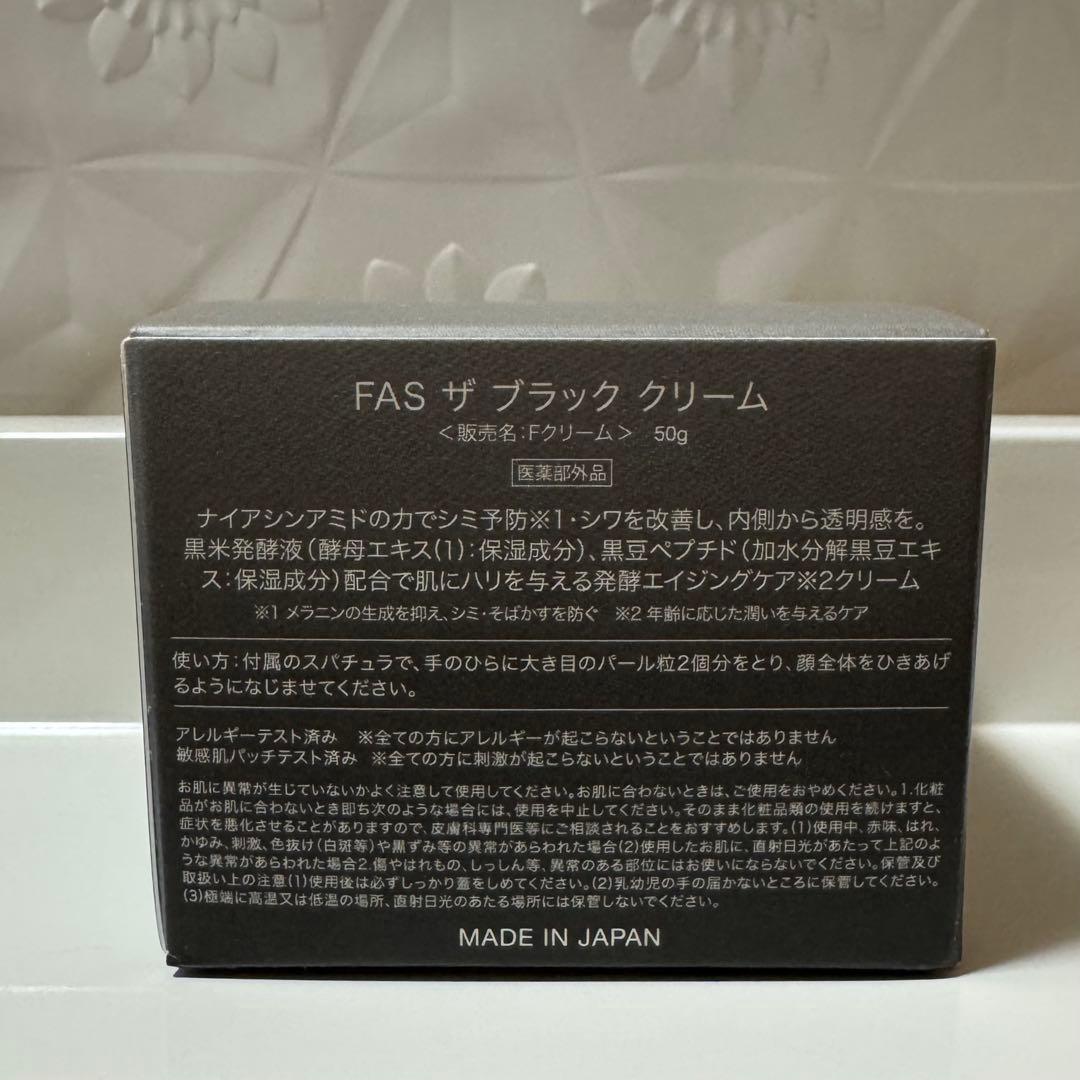 FAS ザ ブラック クリーム
＜販売名：Fクリーム＞ 50g
医薬部外品
ナイアシンアミドの力でシミ予防※1・シワを改善し、内側から透明感を。
黒米発酵液（酵母エキス(1)：保湿成分）、黒豆ペプチド（加水分解黒豆エキ
ス：保湿成分）配合で肌にハリを与える発酵エイジングケア※2クリーム
※1 メラニンの生成を抑え、シミ・そばかすを防ぐ ※2 年齢に応じた潤いを与えるケア
使い方：付属のスパチュラで、手のひらに大き目のパール粒2個分をとり、顔全体をひきあげ
るようになじませてください。
アレルギーテスト済み ※全ての方にアレルギーが起こらないということではありません
敏感肌パッチテスト済み ※全ての方に刺激が起こらないということではありません
お肌に異常が生じていないかよく注意して使用してください。お肌に合わないときは、ご使用をおやめください。1.化粧
品がお肌に合わないとき即ち次のような場合には、使用を中止してください。そのまま化粧品類の使用を続けますと、
症状を悪化させることがありますので、皮膚科専門医等にご相談されることをおすすめします。(1)使用中、赤味、はれ、
かゆみ、刺激、色抜け(白斑等)や黒ずみ等の異常があらわれた場合(2)使用したお肌に、直射日光があたって上記のよ
うな異常があらわれた場合2.傷やはれもの、しっしん等、異常のある部位にはお使いにならないでください。保管及び
取扱い上の注意(1)使用後は必ずしっかり蓋をしめてください。(2)乳幼児の手の届かないところに保管してください。
(3)極端に高温又は低温の場所、直射日光のあたる場所には保管しないでください。
MADE IN JAPAN